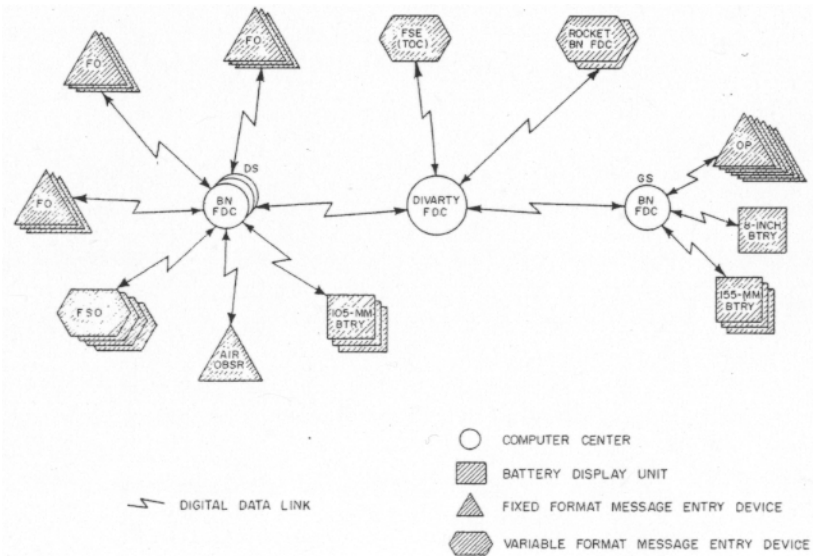 FO
FO
FSE
(TOC)
ROCKET
BN FDC
OP
DS
GS
FO
BN
FDC
DIVARTY
FDC
BN
FDC
8-INCH
BTRY
FSO
105-MM
BTRY
155-MM
BTRY
AIR
OBSR
COMPUTER CENTER
BATTERY DISPLAY UNIT
DIGITAL DATA LINK
FIXED FORMAT MESSAGE ENTRY DEVICE
VARIABLE FORMAT MESSAGE ENTRY DEVICE